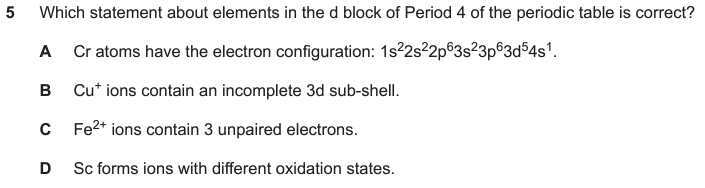 5 Which statement about elements in the d block of Period 4 of the periodic table is correct?
A Cr atoms have the electron configuration: 1s²2s²2p⁶3s²3p⁶3d⁵4s¹.
B Cu⁺ ions contain an incomplete 3d sub-shell.
C Fe²⁺ ions contain 3 unpaired electrons.
D Sc forms ions with different oxidation states.